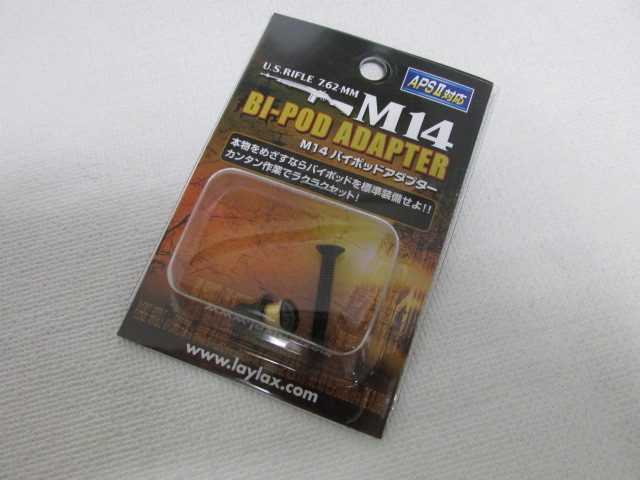 U.S.RIFLE 7.62 MM
M14
APSⅡ対応
BI-POD ADAPTER
M14 バイポッドアダプター
本物をめざすならバイポッドを標準装備せよ!!
カンタン作業でラクラクセット!
www.laylax.com